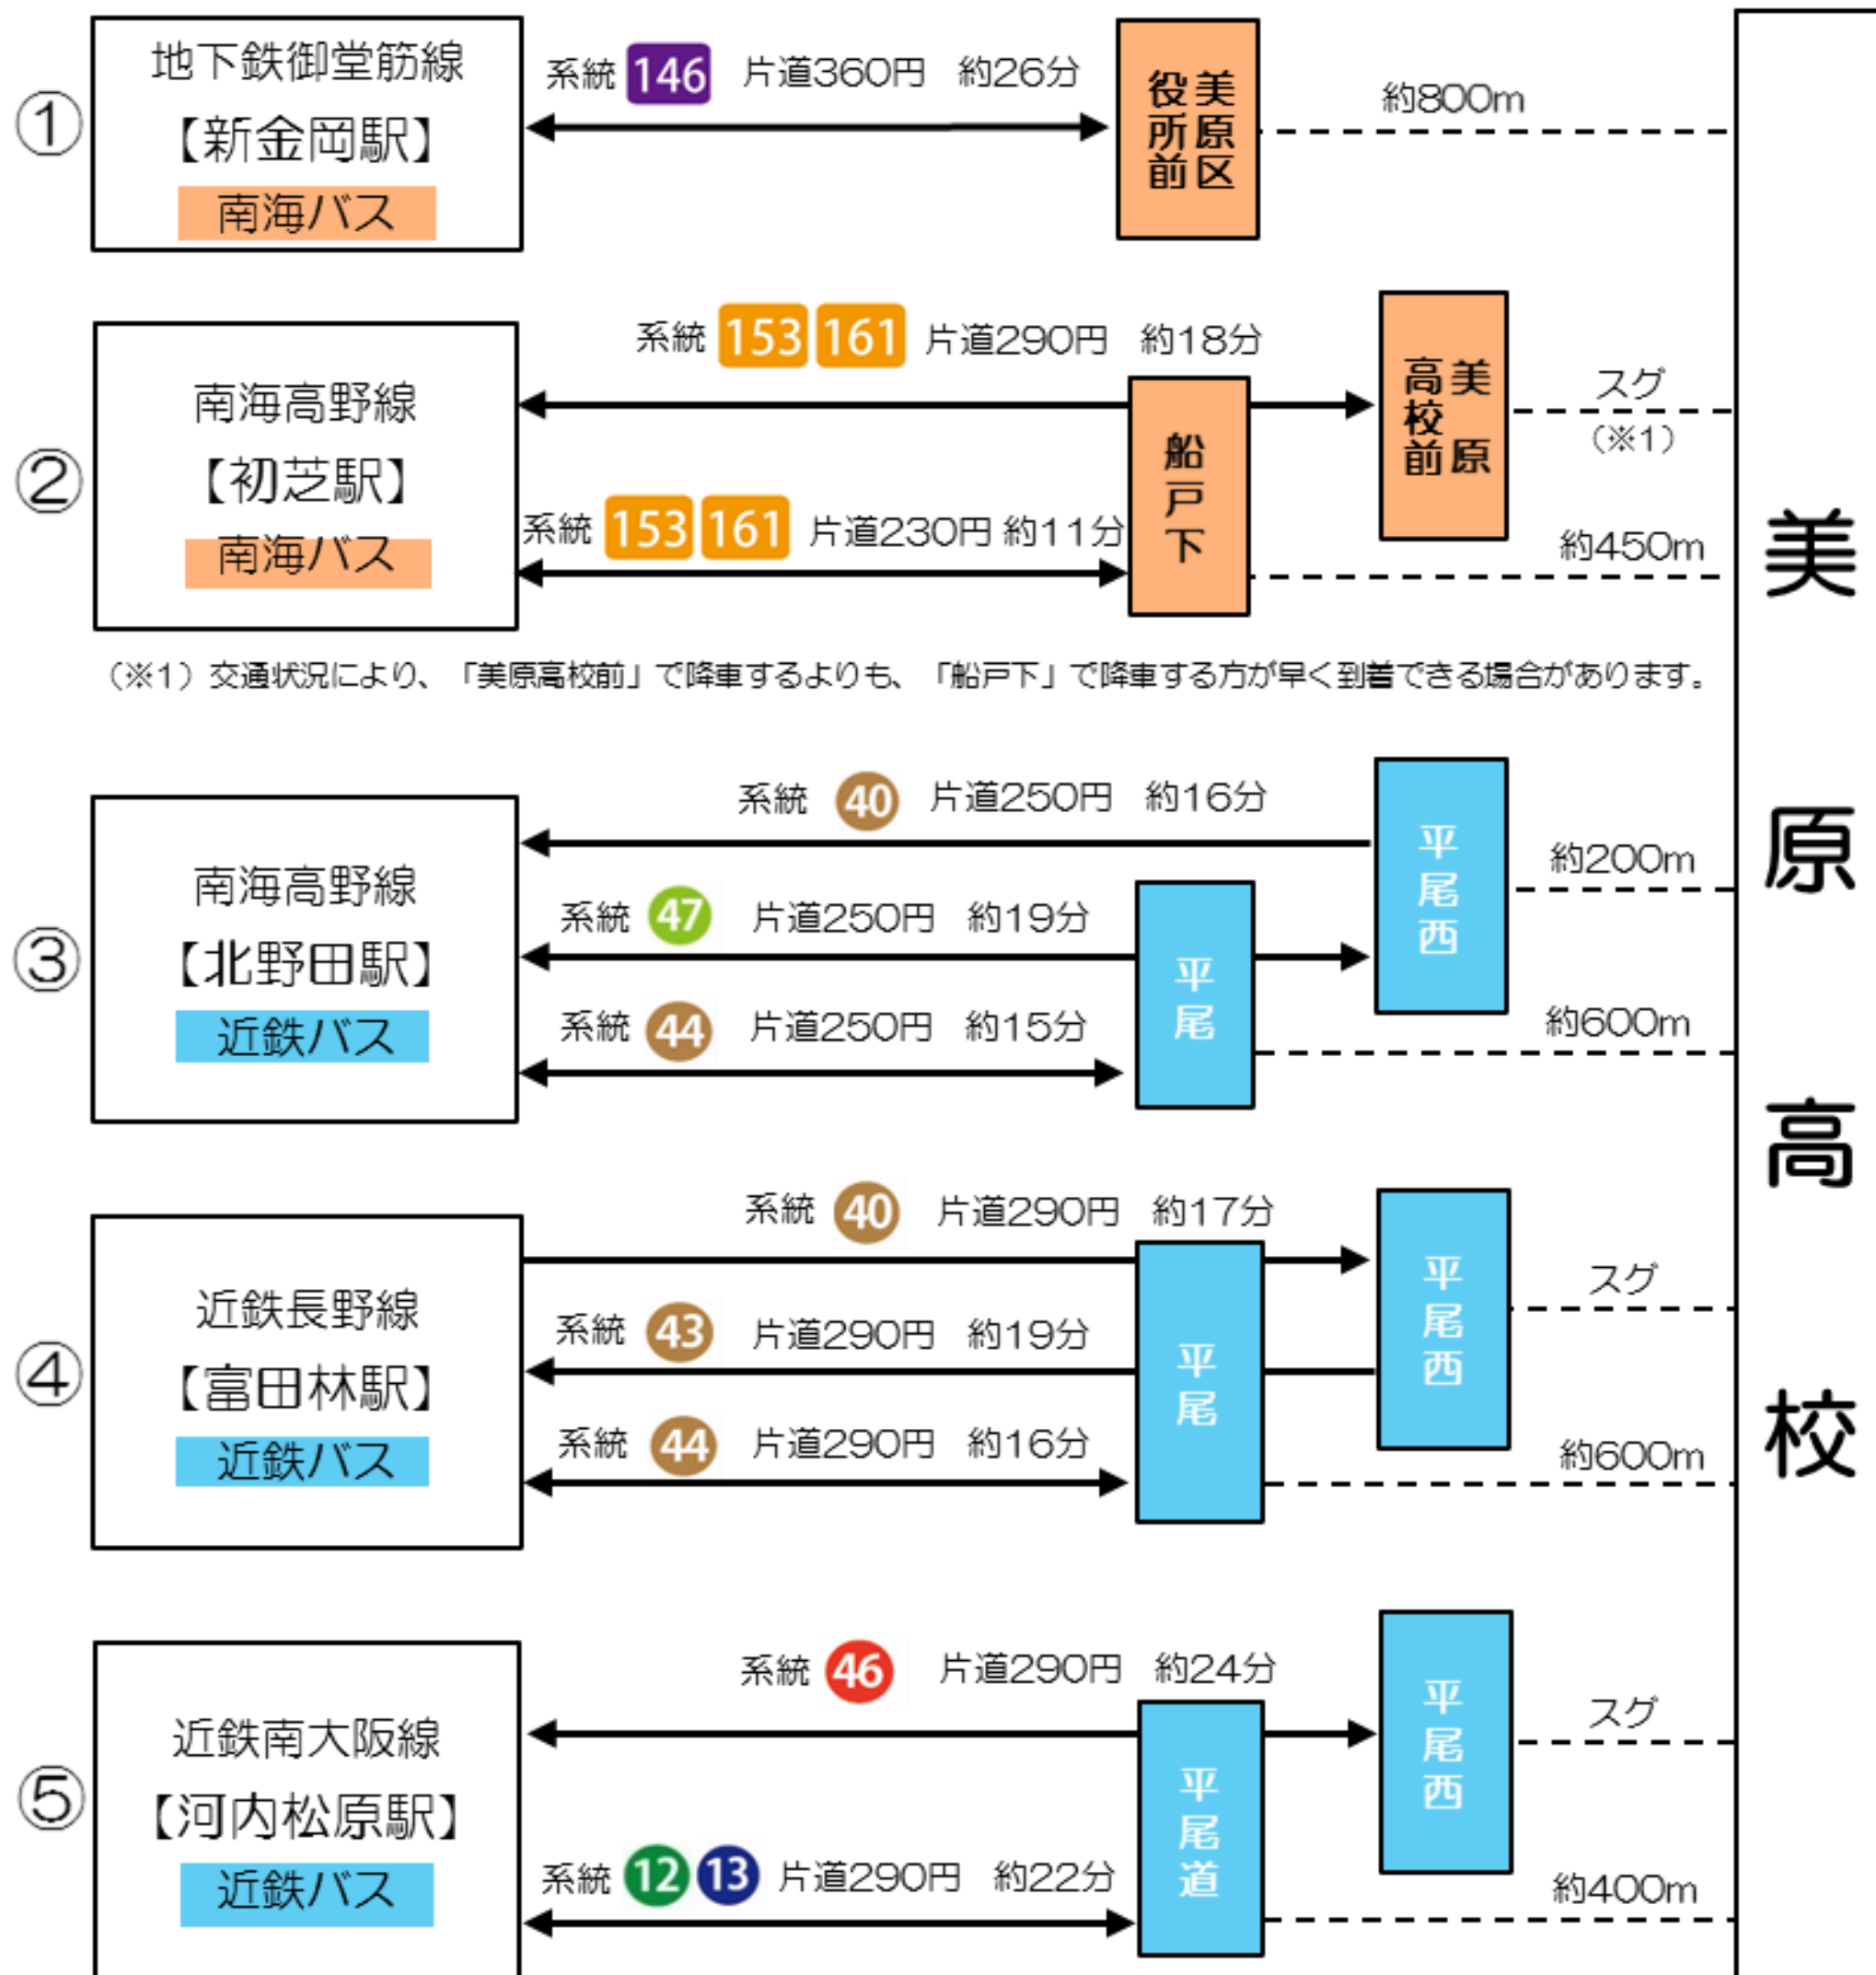 ①
地下鉄御堂筋線
【新金岡駅】
南海バス
系統 146 片道360円 約26分
美原区役所前
約800m
②
南海高野線
【初芝駅】
南海バス
系統 153 161 片道290円 約18分
美原高校前
スグ
(※1)
系統 153 161 片道230円 約11分
船戸下
約450m
(※1) 交通状況により、「美原高校前」で降車するよりも、「船戸下」で降車する方が早く到着できる場合があります。
③
南海高野線
【北野田駅】
近鉄バス
系統 40 片道250円 約16分
平尾西
約200m
系統 47 片道250円 約19分
系統 44 片道250円 約15分
平尾
約600m
④
近鉄長野線
【富田林駅】
近鉄バス
系統 40 片道290円 約17分
平尾西
スグ
系統 43 片道290円 約19分
系統 44 片道290円 約16分
平尾
約600m
⑤
近鉄南大阪線
【河内松原駅】
近鉄バス
系統 46 片道290円 約24分
平尾西
スグ
系統 12 13 片道290円 約22分
平尾道
約400m
美原高校